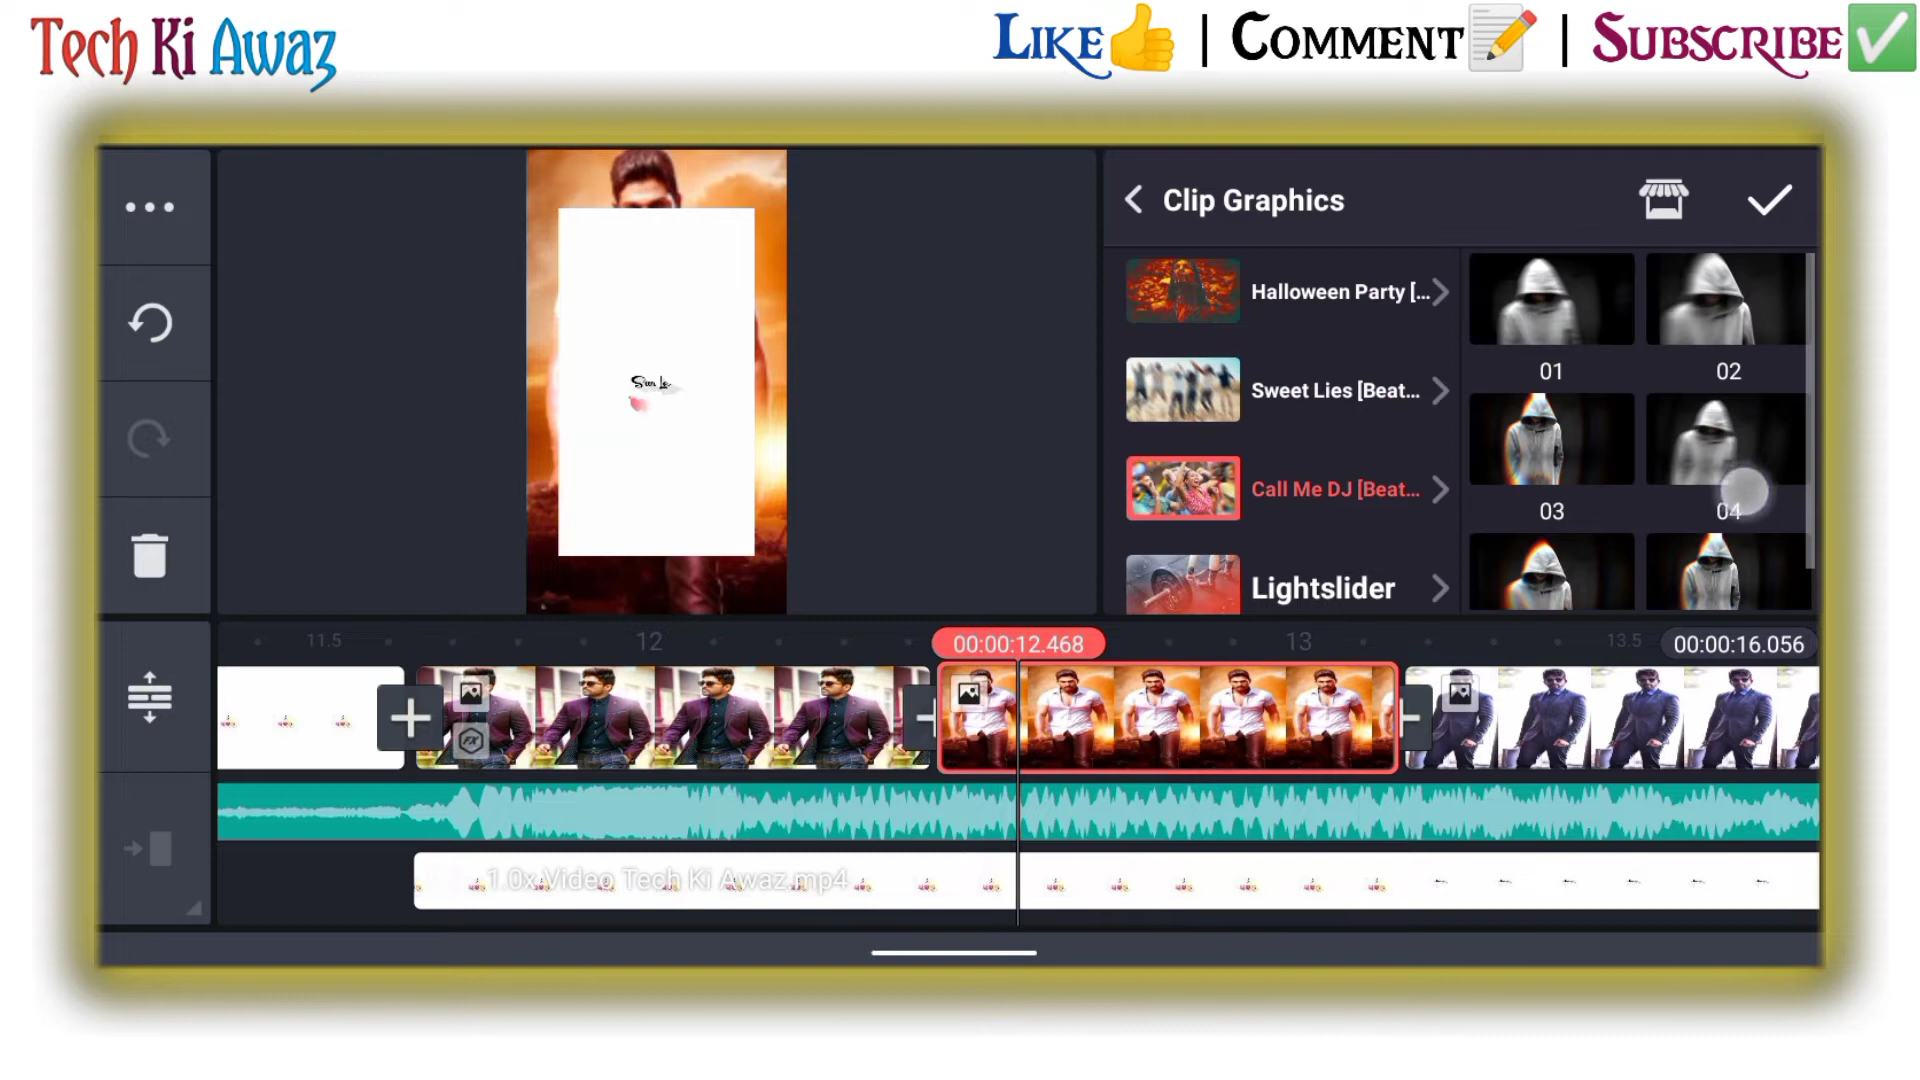 Tech Ki Awaz
Like | Comment | Subscribe
Clip Graphics
Halloween Party [...
01
02
Sweet Lies [Beat...
Call Me DJ [Beat...
03
04
Lightslider
11.5
12
00:00:12.468
13
13.5
00:00:16.056
FX
1.0x Video Tech Ki Awaz.mp4